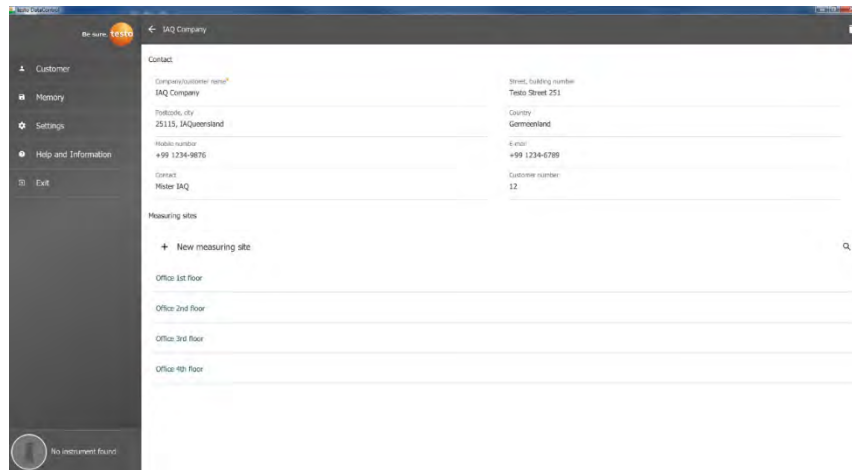 testo DataControl
Be sure. testo
← IAQ Company
Customer
Memory
Settings
Help and Information
Exit
No instrument found
Contact
Company/customer name*
IAQ Company
Street, building number
Testo Street 251
Postcode, city
25115, IAQueensland
Country
Germeenland
Mobile number
+99 1234-9876
E-mail
+99 1234-6789
Contact
Mister IAQ
Customer number
12
Measuring sites
+ New measuring site
Office 1st floor
Office 2nd floor
Office 3rd floor
Office 4th floor